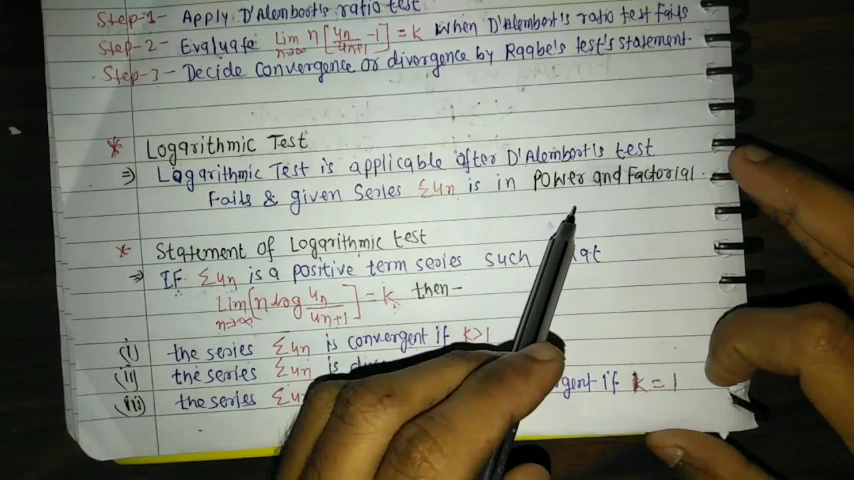 Step-1- Apply D'Alembert's ratio test
Step-2- Evaluate Lim n→∞ n[un/un+1 -1] = k When D'Alembert's ratio test fails
Step-3- Decide Convergence or divergence by Raabe's test's statement.
* Logarithmic Test
⇒ Logarithmic Test is applicable after D'Alembert's test
Fails & given Series Σun is in Power and Factorial.
* Statement of Logarithmic test
⇒ IF Σun is a positive term series such
Lim n→∞ [n log un/un+1] = k then-
(i) the series Σun is convergent if k>1
(ii) the series Σun is
(iii) the series Σun if k = 1